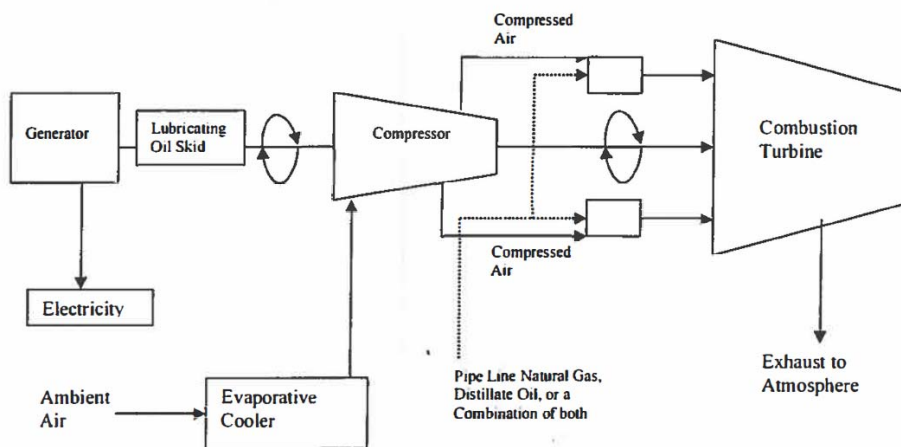 Compressed
Air
Generator
Lubricating
Oil Skid
Compressor
Combustion
Turbine
Compressed
Air
Electricity
Pipe Line Natural Gas,
Distillate Oil, or a
Combination of both
Exhaust to
Atmosphere
Ambient
Air
Evaporative
Cooler